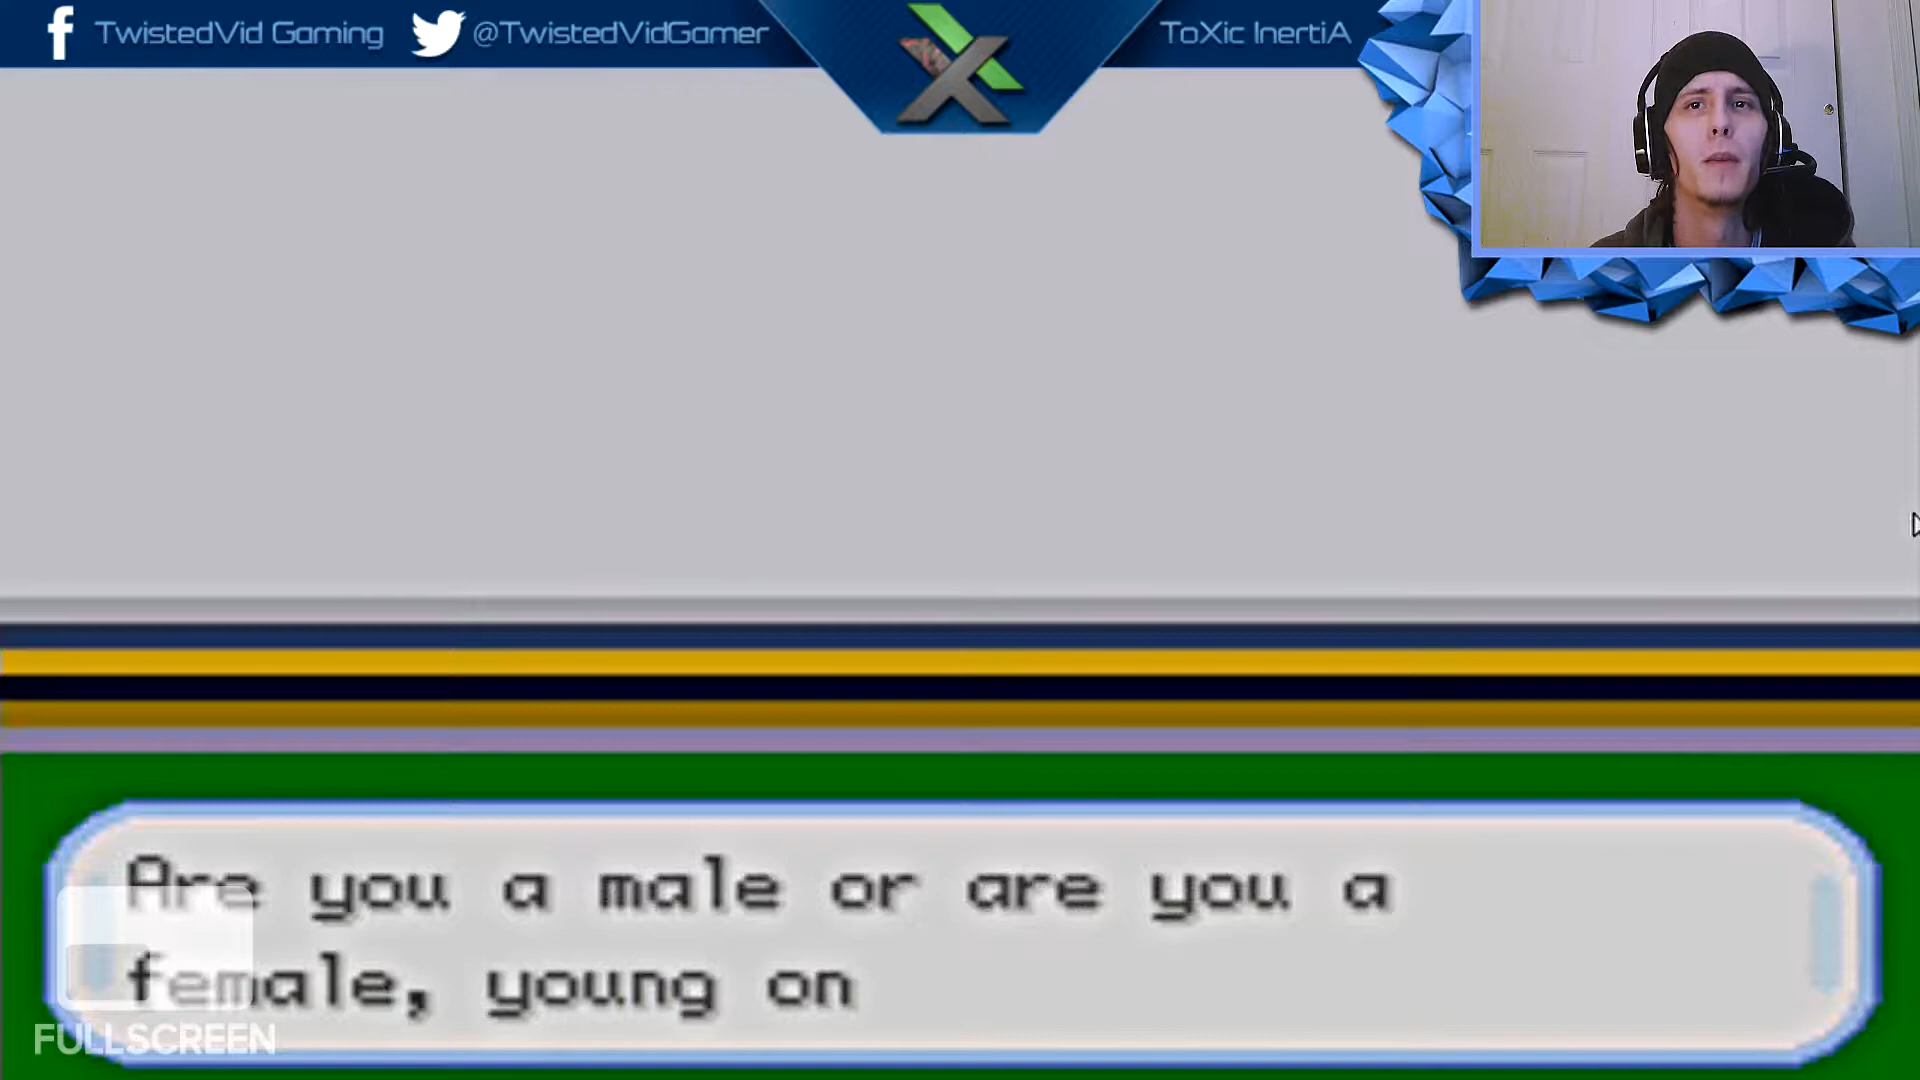 TwistedVid Gaming @TwistedVidGamer ToXic InertiA
Are you a male or are you a
female, young on
FULLSCREEN